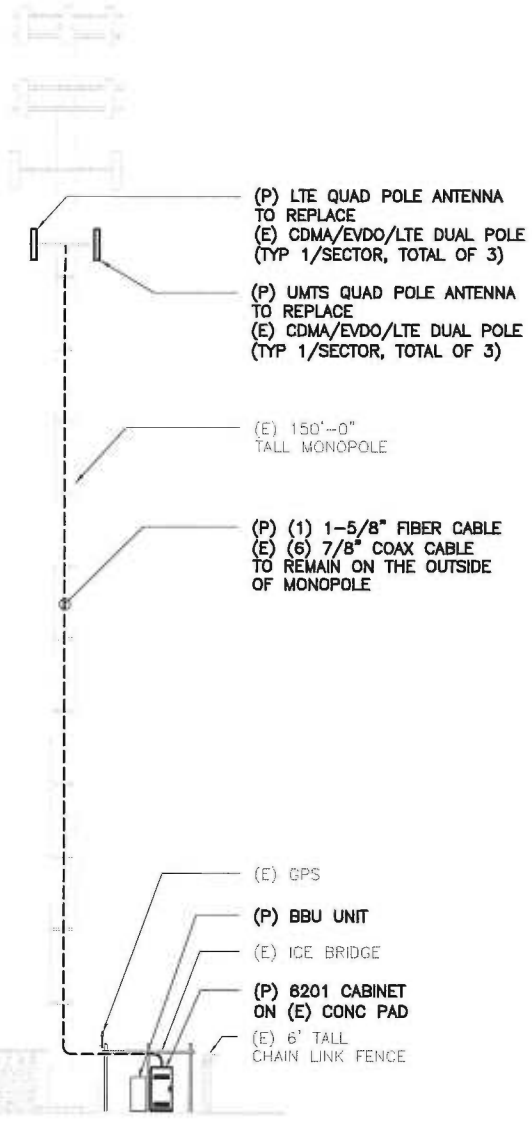 (P) LTE QUAD POLE ANTENNA
TO REPLACE
(E) CDMA/EVDO/LTE DUAL POLE
(TYP 1/SECTOR, TOTAL OF 3)
(P) UMTS QUAD POLE ANTENNA
TO REPLACE
(E) CDMA/EVDO/LTE DUAL POLE
(TYP 1/SECTOR, TOTAL OF 3)
(E) 150'-0"
TALL MONOPOLE
(P) (1) 1-5/8" FIBER CABLE
(E) (6) 7/8" COAX CABLE
TO REMAIN ON THE OUTSIDE
OF MONOPOLE
(E) GPS
(P) BBU UNIT
(E) ICE BRIDGE
(P) 6201 CABINET
ON (E) CONC PAD
(E) 6' TALL
CHAIN LINK FENCE